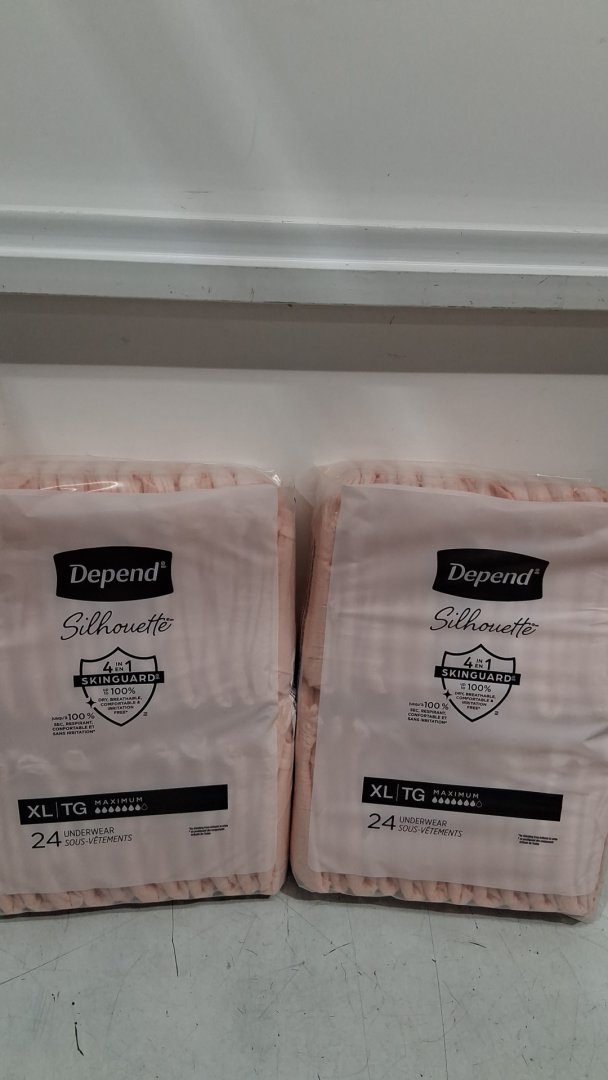 Depend®
Silhouette
4 IN EN 1
SKINGUARD
UP TO 100%
DRY, BREATHABLE,
COMFORTABLE &
IRRITATION
FREE*
JUSQU'À 100 %
SEC, RESPIRANT,
CONFORTABLE ET
SANS IRRITATION*
XL | TG MAXIMUM
24 UNDERWEAR
SOUS-VÊTEMENTS
Depend®
Silhouette
4 IN EN 1
SKINGUARD
UP TO 100%
DRY, BREATHABLE,
COMFORTABLE &
IRRITATION
FREE*
JUSQU'À 100 %
SEC, RESPIRANT,
CONFORTABLE ET
SANS IRRITATION*
XL | TG MAXIMUM
24 UNDERWEAR
SOUS-VÊTEMENTS